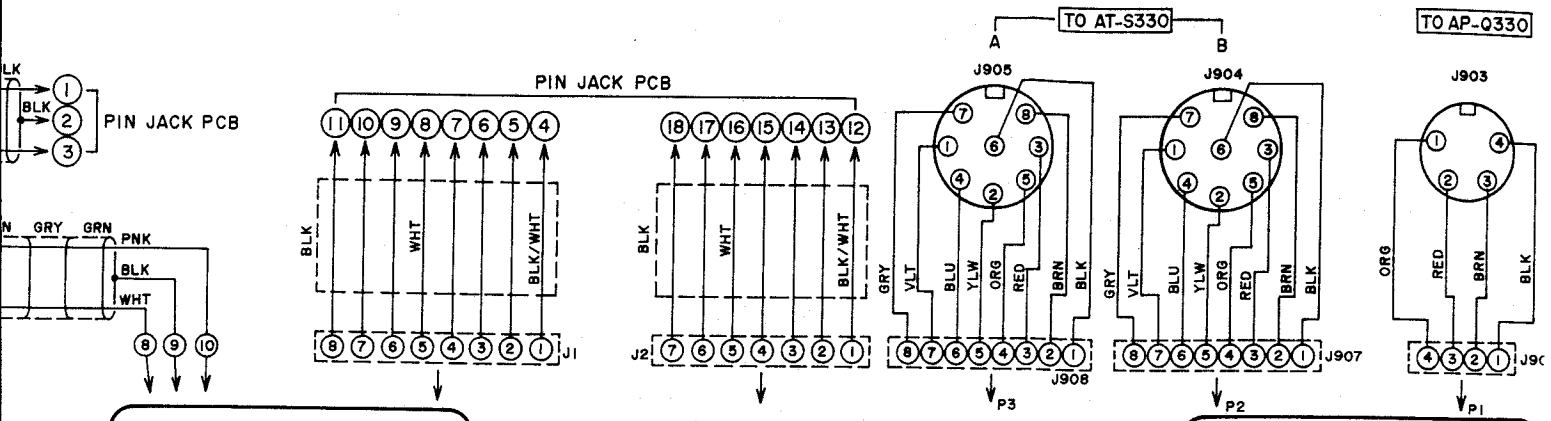 TO AT-S330
TO AP-Q330
A
B
J905
J904
J903
PIN JACK PCB
LK
1
BLK
2
3
PIN JACK PCB
11 10 9 8 7 6 5 4
18 17 16 15 14 13 12
7 8
1 6 3
4 5
2
7 8
1 6 3
4 5
2
1 4
2 3
N GRY GRN
PNK
BLK
WHT
BLK
WHT
BLK/WHT
BLK
WHT
BLK/WHT
GRY
VLT
BLU
YLW
ORG
RED
BRN
BLK
GRY
VLT
BLU
YLW
ORG
RED
BRN
BLK
ORG
RED
BRN
BLK
8 9 10
8 7 6 5 4 3 2 1 J1
J2 7 6 5 4 3 2 1
8 7 6 5 4 3 2 1
J908
8 7 6 5 4 3 2 1 J907
4 3 2 1
P3
P2
P1